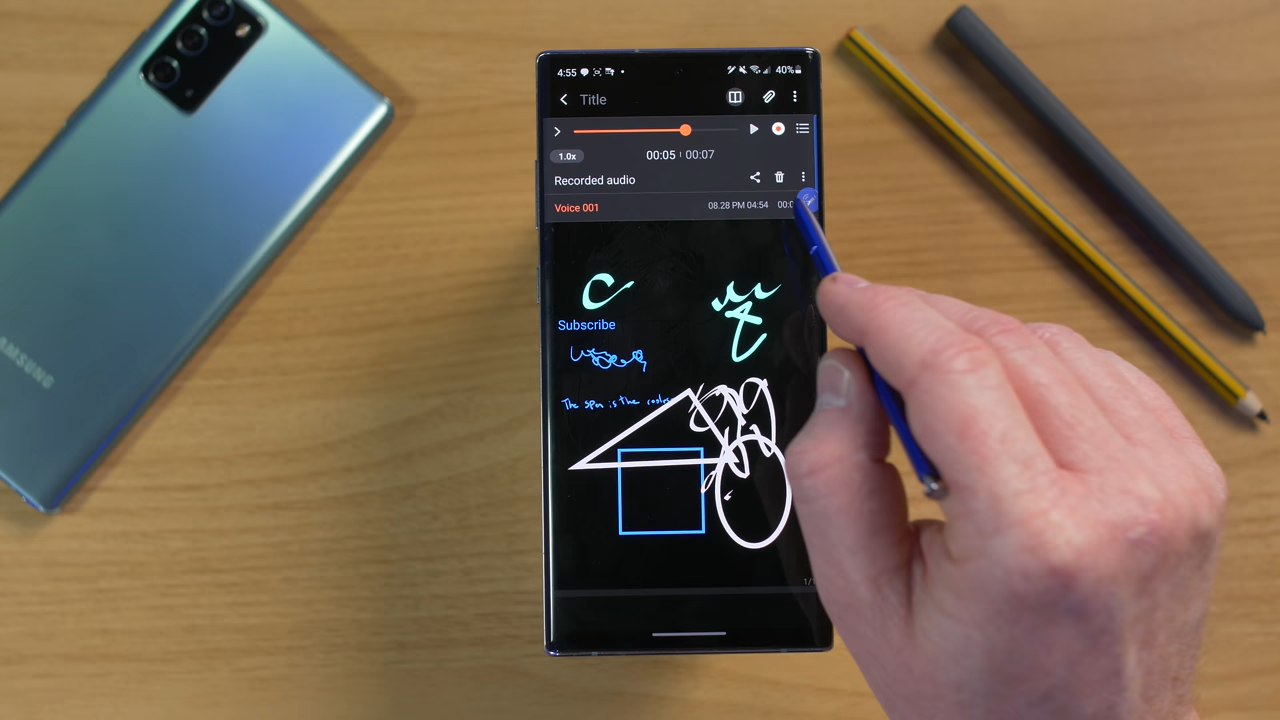 4:55 40%
Title
1.0x 00:05 | 00:07
Recorded audio
Voice 001 08.28 PM 04:54
Subscribe
The spen is the
SAMSUNG